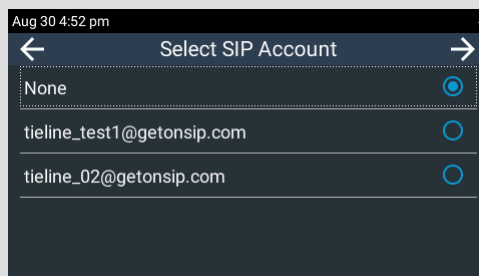 Aug 30 4:52 pm
Select SIP Account
None
tieline_test1@getonsip.com
tieline_02@getonsip.com